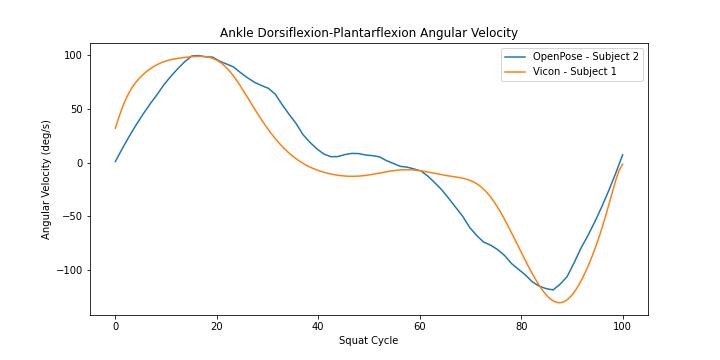 Ankle Dorsiflexion-Plantarflexion Angular Velocity
OpenPose - Subject 2
Vicon - Subject 1
Angular Velocity (deg/s)
100
50
0
−50
−100
0 20 40 60 80 100
Squat Cycle